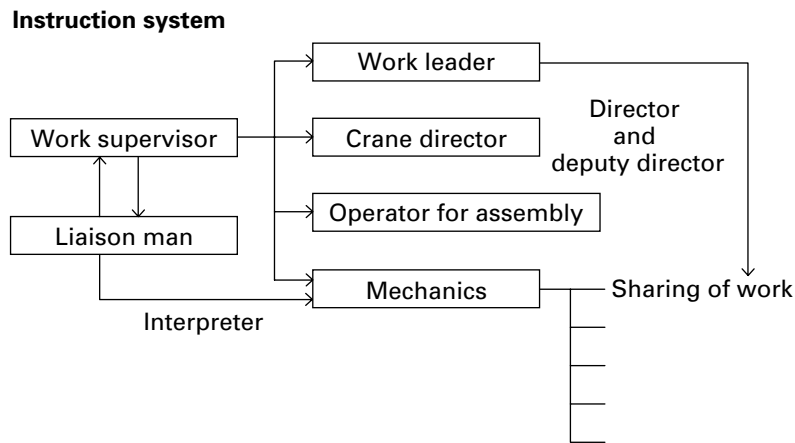 Instruction system
Work leader
Director
and
deputy director
Work supervisor
Crane director
Operator for assembly
Liaison man
Mechanics
Sharing of work
Interpreter